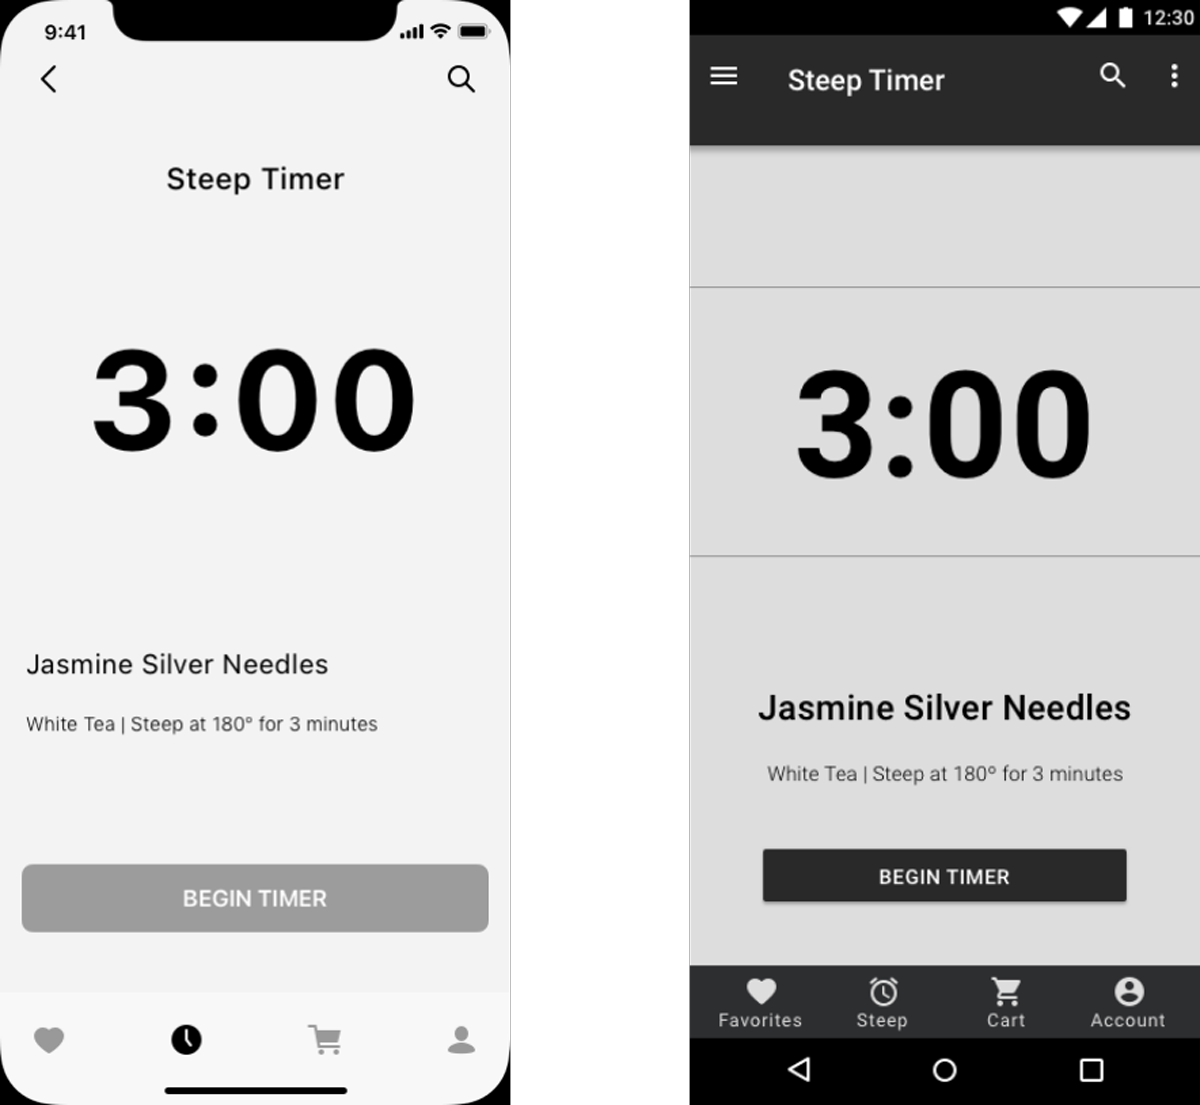 9:41
Steep Timer
3:00
Jasmine Silver Needles
White Tea | Steep at 180° for 3 minutes
BEGIN TIMER
12:30
Steep Timer
3:00
Jasmine Silver Needles
White Tea | Steep at 180° for 3 minutes
BEGIN TIMER
Favorites Steep Cart Account